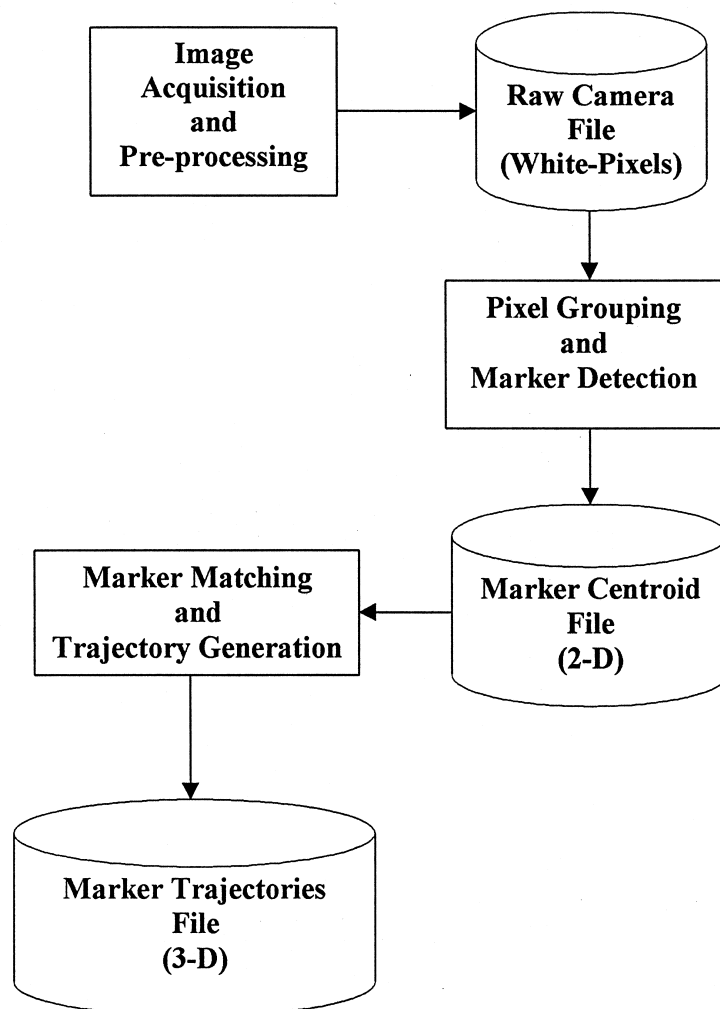 Image
Acquisition
and
Pre-processing
Raw Camera
File
(White-Pixels)
Pixel Grouping
and
Marker Detection
Marker Centroid
File
(2-D)
Marker Matching
and
Trajectory Generation
Marker Trajectories
File
(3-D)